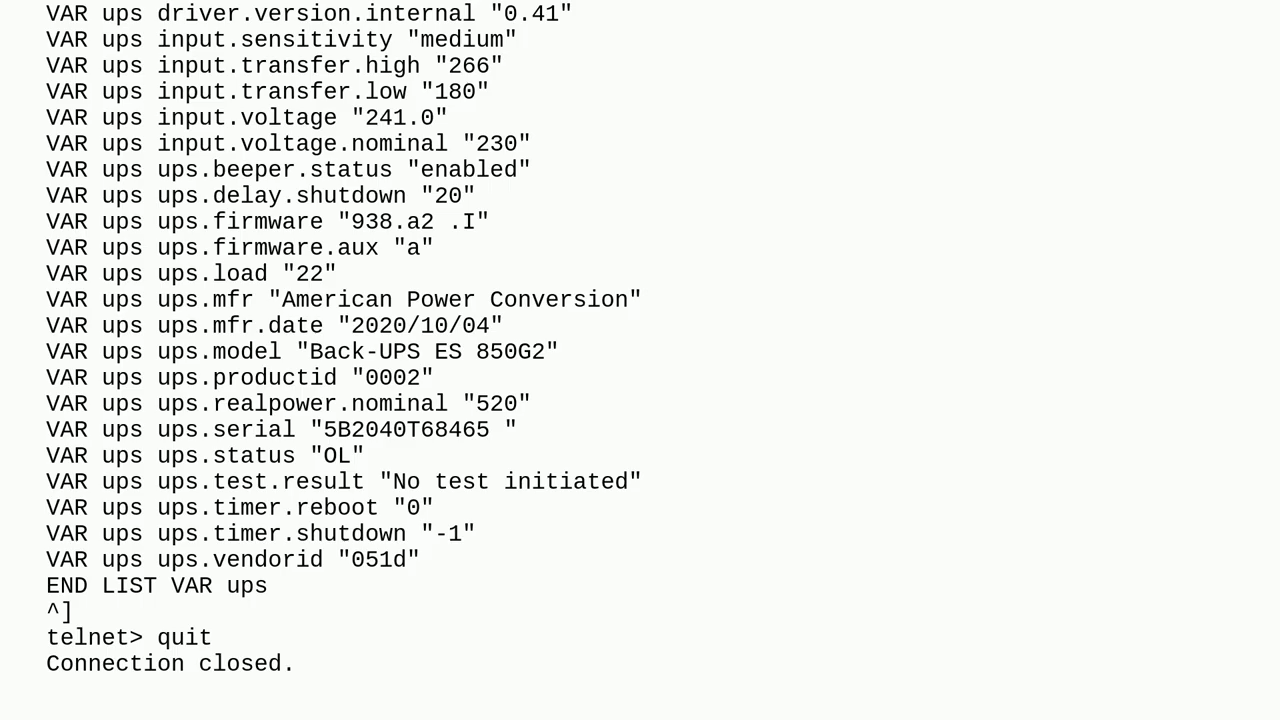 VAR ups driver.version.internal "0.41"
VAR ups input.sensitivity "medium"
VAR ups input.transfer.high "266"
VAR ups input.transfer.low "180"
VAR ups input.voltage "241.0"
VAR ups input.voltage.nominal "230"
VAR ups ups.beeper.status "enabled"
VAR ups ups.delay.shutdown "20"
VAR ups ups.firmware "938.a2 .I"
VAR ups ups.firmware.aux "a"
VAR ups ups.load "22"
VAR ups ups.mfr "American Power Conversion"
VAR ups ups.mfr.date "2020/10/04"
VAR ups ups.model "Back-UPS ES 850G2"
VAR ups ups.productid "0002"
VAR ups ups.realpower.nominal "520"
VAR ups ups.serial "5B2040T68465 "
VAR ups ups.status "OL"
VAR ups ups.test.result "No test initiated"
VAR ups ups.timer.reboot "0"
VAR ups ups.timer.shutdown "-1"
VAR ups ups.vendorid "051d"
END LIST VAR ups
^]
telnet> quit
Connection closed.